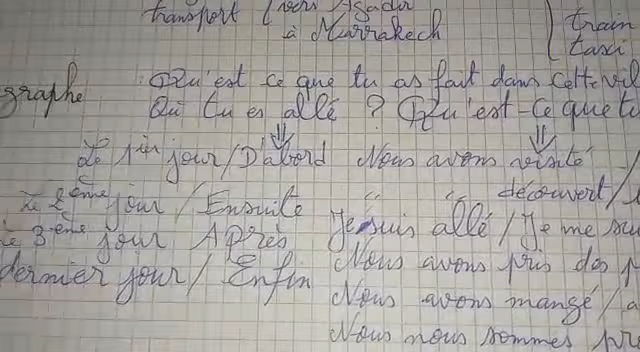 transport ( vers Agadir ( train
à Marrakech ( taxi
graphe Qu'est ce que tu as fait dans cette vil
Où tu es allé ? Qu'est-ce que t
⇓ ⇓
Le 1ier jour / D'abord Nous avons visité
Le 2ème jour / Ensuite " " découvert /
3ème jour Après Je suis allé / Je me su
dernier jour / Enfin Nous avons pris des p
Nous avons mangé / a
Nous nous sommes pr